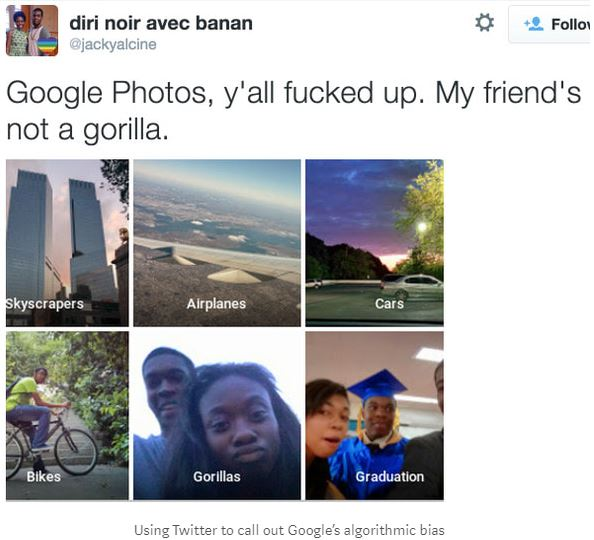 diri noir avec banan
@jackyalcine
Google Photos, y'all fucked up. My friend's
not a gorilla.
Skyscrapers
Airplanes
Cars
Bikes
Gorillas
Graduation
Using Twitter to call out Google's algorithmic bias